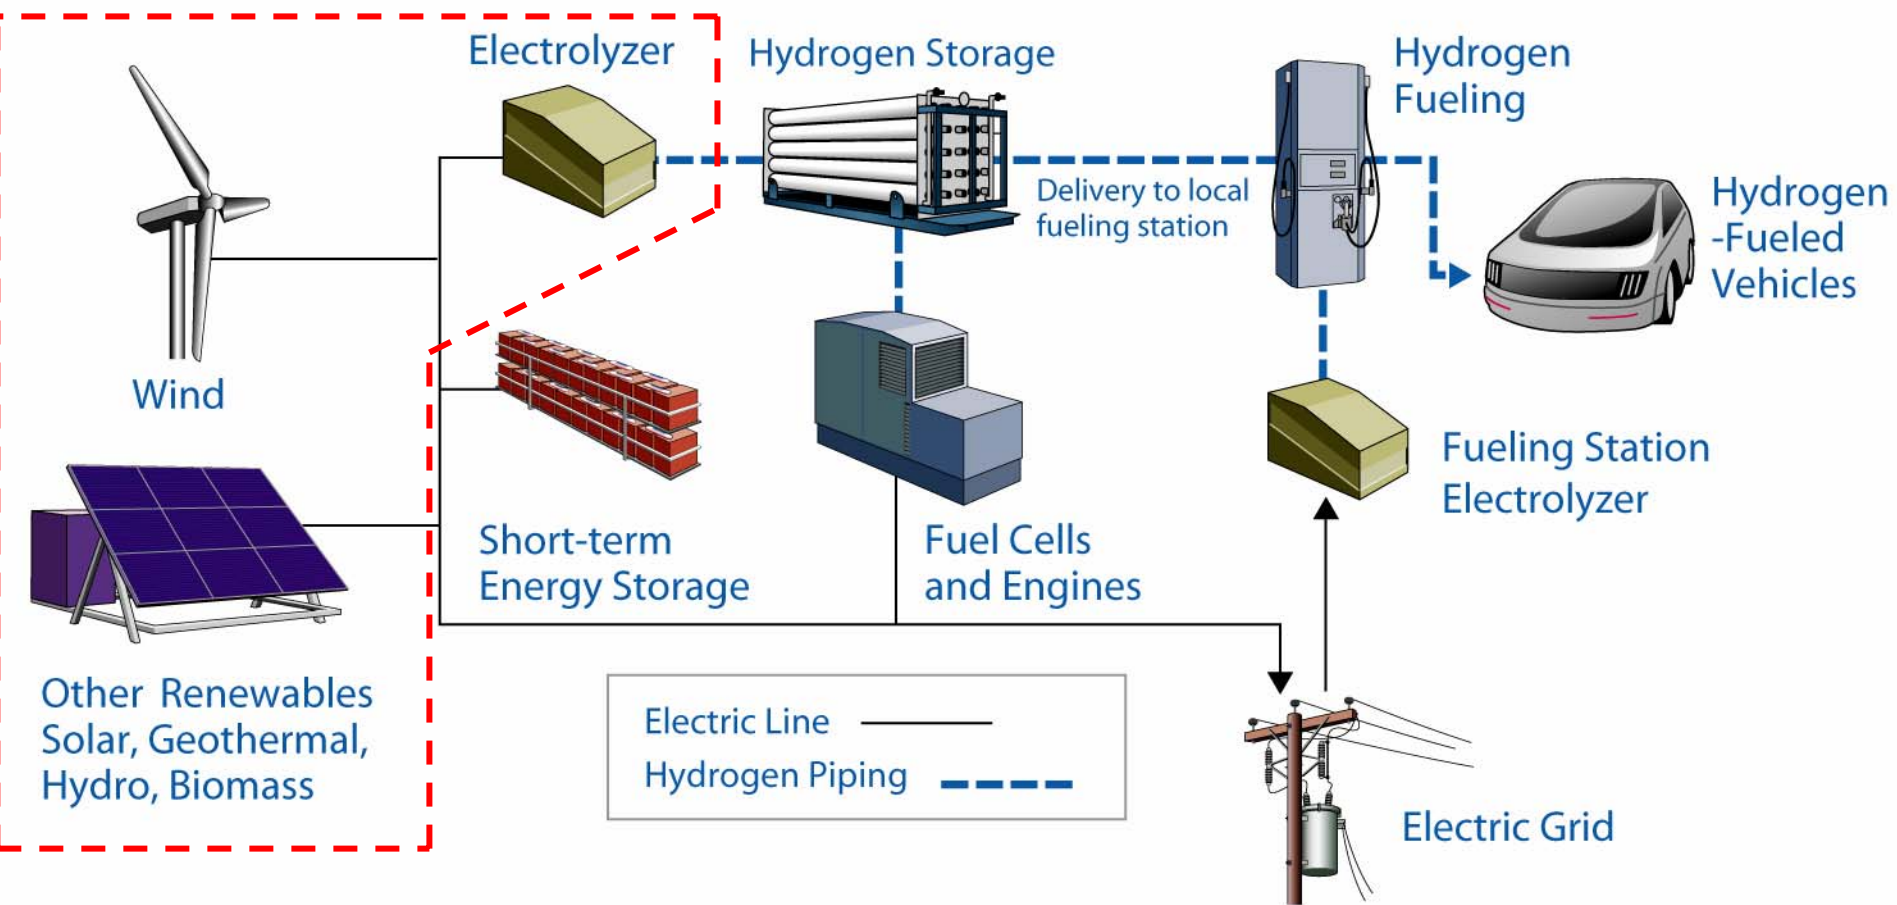 Electrolyzer
Hydrogen Storage
Hydrogen
Fueling
Delivery to local
fueling station
Hydrogen
-Fueled
Vehicles
Wind
Fueling Station
Electrolyzer
Short-term
Energy Storage
Fuel Cells
and Engines
Other Renewables
Solar, Geothermal,
Hydro, Biomass
Electric Line
Hydrogen Piping
Electric Grid